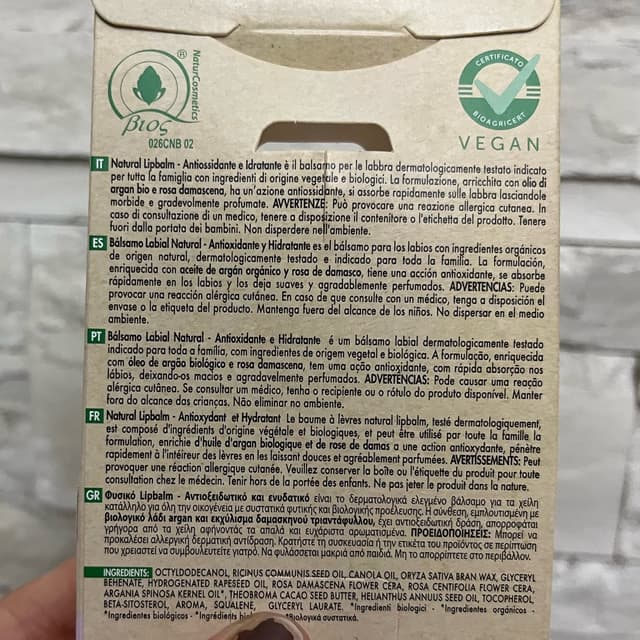 NaturCosmetics
®
βιος
026CNB 02
CERTIFICATO
BIOAGRICERT
VEGAN
IT Natural Lipbalm - Antiossidante e Idratante è il balsamo per le labbra dermatologicamente testato indicato
per tutta la famiglia con ingredienti di origine vegetale e biologici. La formulazione, arricchita con olio di
argan bio e rosa damascena, ha un'azione antiossidante, si assorbe rapidamente sulle labbra lasciandole
morbide e gradevolmente profumate. AVVERTENZE: Può provocare una reazione allergica cutanea. In
caso di consultazione di un medico, tenere a disposizione il contenitore o l'etichetta del prodotto. Tenere
fuori dalla portata dei bambini. Non disperdere nell'ambiente.
ES Bálsamo Labial Natural - Antioxidante y Hidratante es el bálsamo para los labios con ingredientes orgánicos
de origen natural, dermatologicamente testado e indicado para toda la familia. La formulación,
enriquecida con aceite de argán orgánico y rosa de damasco, tiene una acción antioxidante, se absorbe
rápidamente en los labios y los deja suaves y agradablemente perfumados. ADVERTENCIAS: Puede
provocar una reacción alérgica cutánea. En caso de que consulte con un médico, tenga a disposición el
envase o la etiqueta del producto. Mantenga fuera del alcance de los niños. No dispersar en el medio
ambiente.
PT Bálsamo Labial Natural - Antioxidante e Hidratante é um bálsamo labial dermatologicamente testado
indicado para toda a família, com ingredientes de origem vegetal e biológica. A formulação, enriquecida
com óleo de argão biológico e rosa damascena, tem uma ação antioxidante, com rápida absorção nos
lábios, deixando-os macios e agradavelmente perfumados. ADVERTÊNCIAS: Pode causar uma reação
alérgica cutânea. Se consultar um médico, tenha o recipiente ou o rótulo do produto disponível. Manter
fora do alcance das crianças. Não eliminar no ambiente.
FR Natural Lipbalm - Antioxydant et Hydratant Le baume à lèvres natural lipbalm, testé dermatologiquement,
est composé d'ingrédients d'origine végétale et biologiques, et peut être utilisé par toute la famille la
formulation, enrichie d'huile d'argan biologique et de rose de damas a une action antioxydante, pénètre
rapidement à l'intérieur des lèvres en les laissant douces et agréablement parfumées. AVERTISSEMENTS: Peut
provoquer une réaction allergique cutanée. Veuillez conserver la boîte ou l'étiquette du produit pour toute
consultation chez le médecin. Tenir hors de la portée des enfants. Ne pas jeter le produit dans la nature.
GR Φυσικό Lipbalm - Αντιοξειδωτικό και ενυδατικό είναι το δερματολογικά ελεγμένο βάλσαμο για τα χείλη
κατάλληλο για όλη την οικογένεια με συστατικά φυτικής και βιολογικής προέλευσης. Η σύνθεση, εμπλουτισμένη με
βιολογικό λάδι argan και εκχύλισμα δαμασκηνού τριαντάφυλλου, έχει αντιοξειδωτική δράση, απορροφάται
γρήγορα από τα χείλη αφήνοντάς τα απαλά και ευχάριστα αρωματισμένα. ΠΡΟΕΙΔΟΠΟΙΗΣΕΙΣ: Μπορεί να
προκαλέσει αλλεργική δερματική αντίδραση. Κρατήστε τη συσκευασία ή την ετικέτα του προϊόντος σε περίπτωση
που χρειαστεί να συμβουλευτείτε γιατρό. Να φυλάσσεται μακριά από παιδιά. Μη το απορρίπτετε στο περιβάλλον.
INGREDIENTS: OCTYLDODECANOL, RICINUS COMMUNIS SEED OIL, CANOLA OIL, ORYZA SATIVA BRAN WAX, GLYCERYL
BEHENATE, HYDROGENATED RAPESEED OIL, ROSA DAMASCENA FLOWER CERA, ROSA CENTIFOLIA FLOWER CERA,
ARGANIA SPINOSA KERNEL OIL*, THEOBROMA CACAO SEED BUTTER, HELIANTHUS ANNUUS SEED OIL, TOCOPHEROL,
BETA-SITOSTEROL, AROMA, SQUALENE, GLYCERYL LAURATE. *Ingredienti biologici - *Ingredientes orgánicos -
*Ingredientes biológicos - *Ingrédients *Βιολογικά συστατικά.